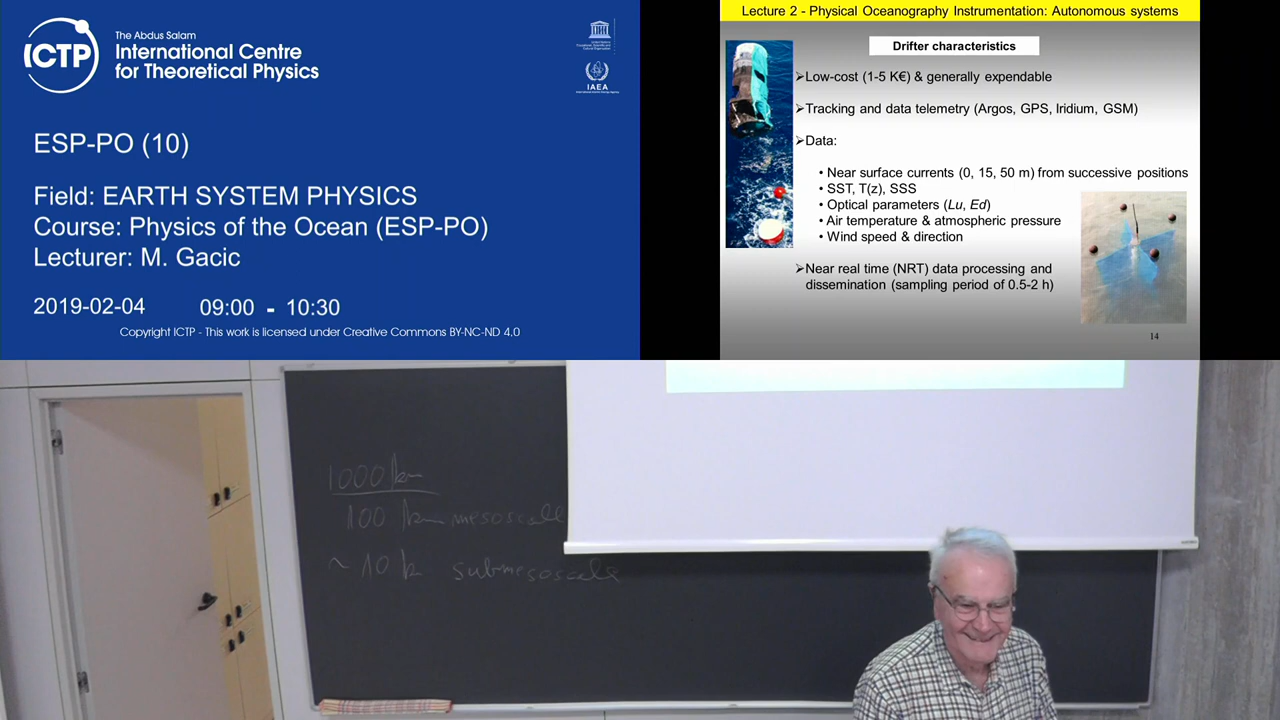 ICTP
The Abdus Salam
International Centre
for Theoretical Physics
IAEA
ESP-PO (10)
Field: EARTH SYSTEM PHYSICS
Course: Physics of the Ocean (ESP-PO)
Lecturer: M. Gacic
2019-02-04 09:00 - 10:30
Copyright ICTP - This work is licensed under Creative Commons BY-NC-ND 4.0
Lecture 2 - Physical Oceanography Instrumentation: Autonomous systems
Drifter characteristics
➢Low-cost (1-5 K€) & generally expendable
➢Tracking and data telemetry (Argos, GPS, Iridium, GSM)
➢Data:
• Near surface currents (0, 15, 50 m) from successive positions
• SST, T(z), SSS
• Optical parameters (Lu, Ed)
• Air temperature & atmospheric pressure
• Wind speed & direction
➢Near real time (NRT) data processing and
dissemination (sampling period of 0.5-2 h)
14
1000 km
100 km mesoscale
~10 k submesoscale